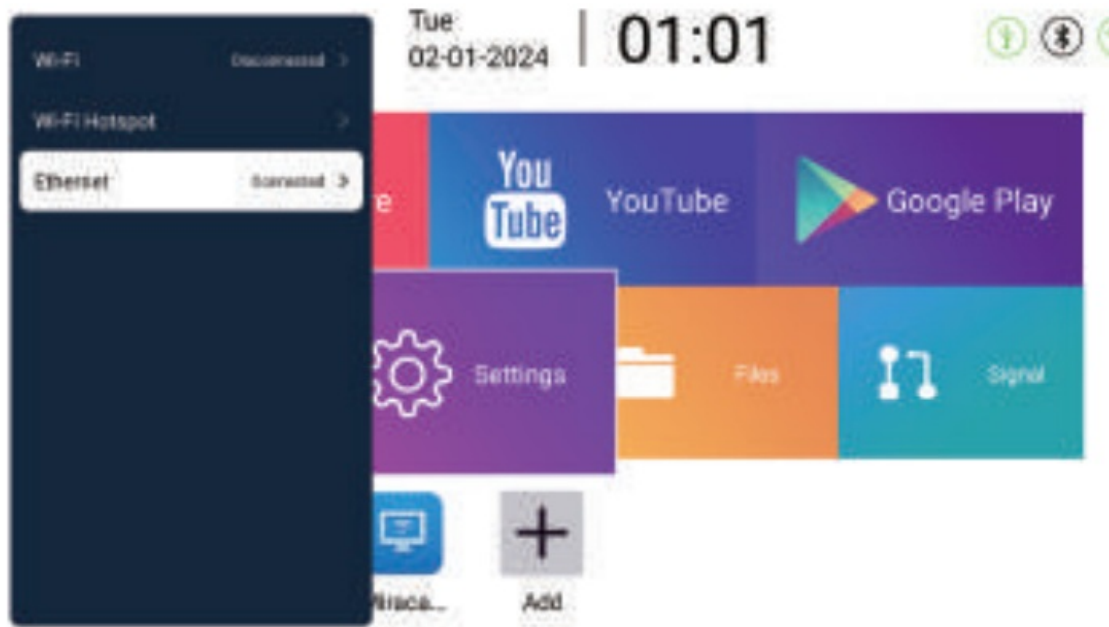 Wi-Fi Disconnected >
Wi-Fi Hotspot >
Ethernet >
Tue
02-01-2024
01:01
e
You
Tube
YouTube
Google Play
Settings
Files
Signal
Miraca...
Add